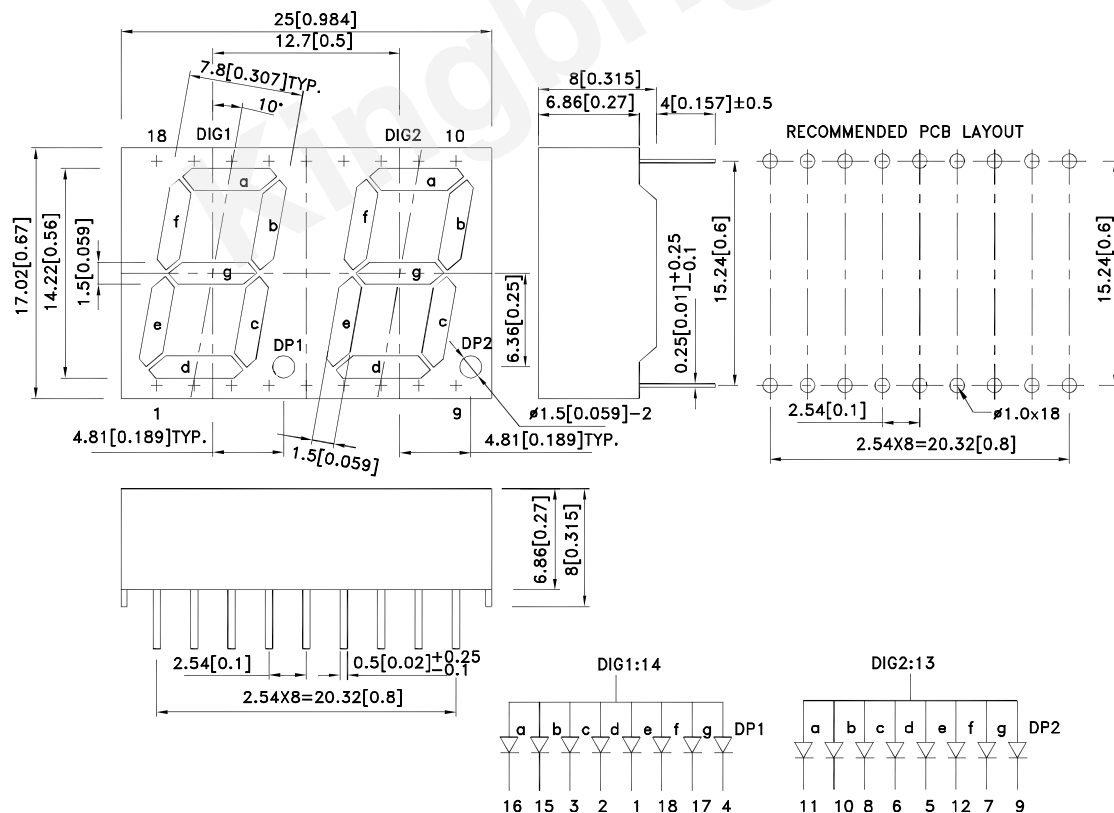 Kingbrig
25[0.984]
12.7[0.5]
7.8[0.307]TYP.
10°
18 DIG1 DIG2 10
a a
f b f b
g g
e c e c
d d
DP1 DP2
1 9
17.02[0.67]
14.22[0.56]
1.5[0.059]
6.36[0.25]
ø1.5[0.059]-2
4.81[0.189]TYP.
1.5[0.059]
4.81[0.189]TYP.
8[0.315]
6.86[0.27]
4[0.157]±0.5
0.25[0.01]+0.25 -0.1
15.24[0.6]
RECOMMENDED PCB LAYOUT
15.24[0.6]
2.54[0.1]
ø1.0x18
2.54X8=20.32[0.8]
6.86[0.27]
8[0.315]
2.54[0.1]
0.5[0.02]+0.25 -0.1
2.54X8=20.32[0.8]
DIG1:14
a b c d e f g DP1
16 15 3 2 1 18 17 4
DIG2:13
a b c d e f g DP2
11 10 8 6 5 12 7 9